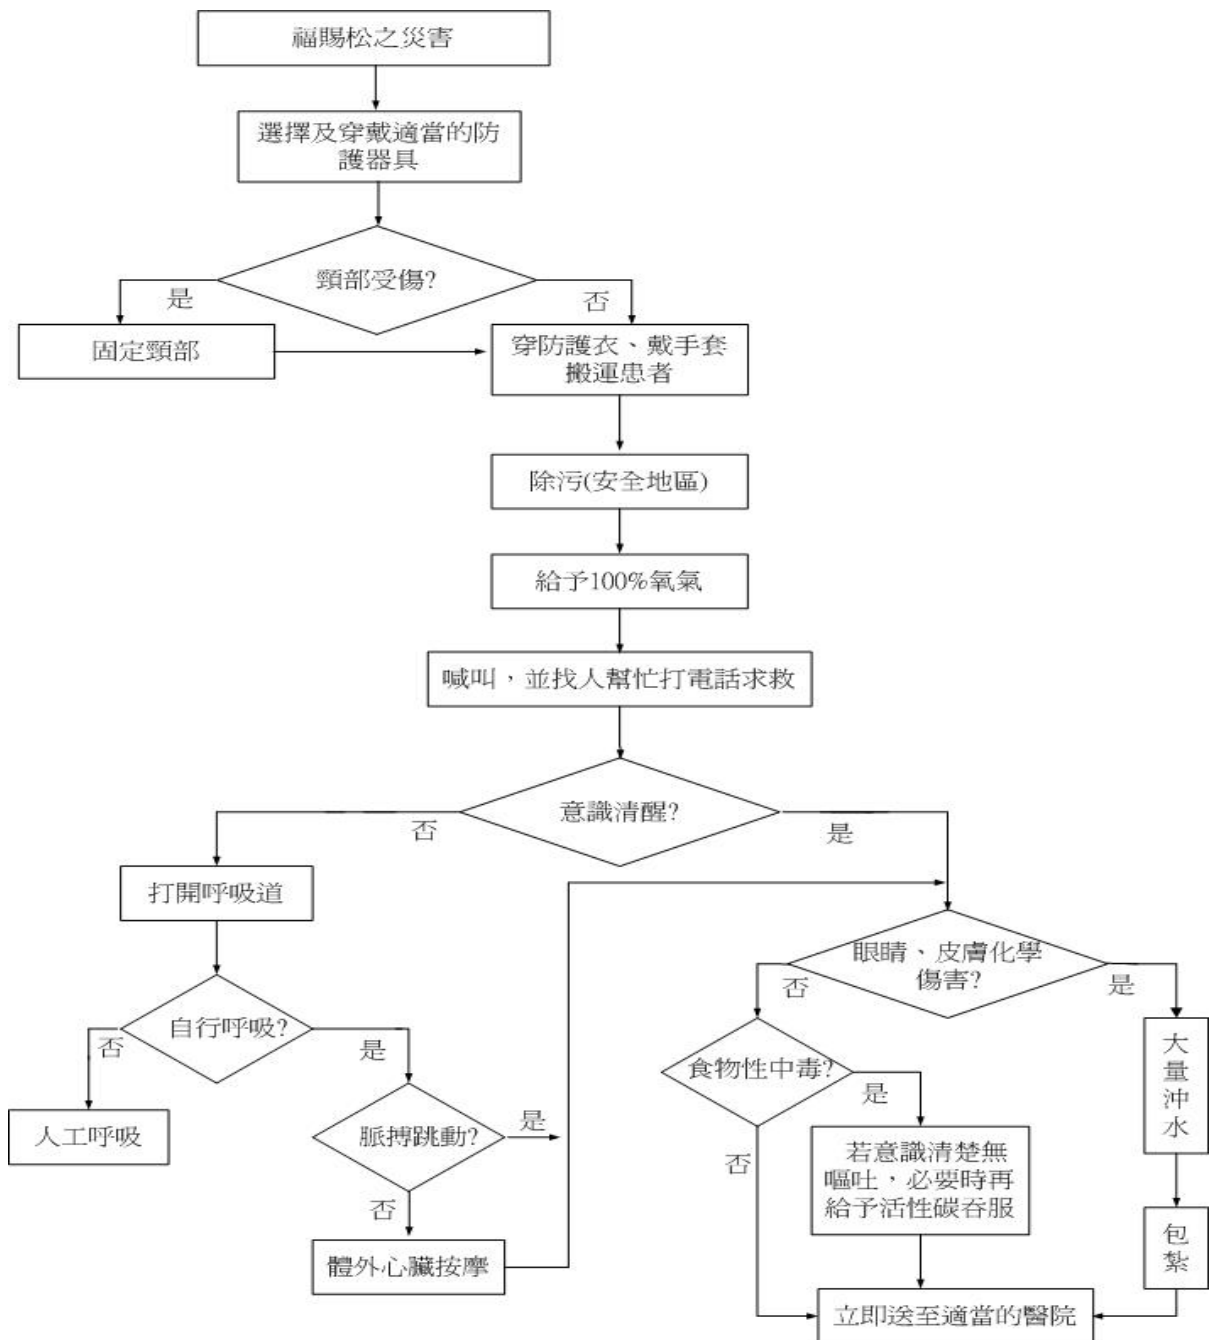 福賜松之災害
選擇及穿戴適當的防
護器具
頸部受傷?
是
否
固定頸部
穿防護衣、戴手套
搬運患者
除污(安全地區)
給予100%氧氣
喊叫，並找人幫忙打電話求救
意識清醒?
否
是
打開呼吸道
眼睛、皮膚化學
傷害?
否
是
自行呼吸?
否
是
食物性中毒?
是
否
大量沖水
人工呼吸
脈搏跳動?
是
否
若意識清楚無
嘔吐，必要時再
給予活性碳吞服
包紮
體外心臟按摩
立即送至適當的醫院